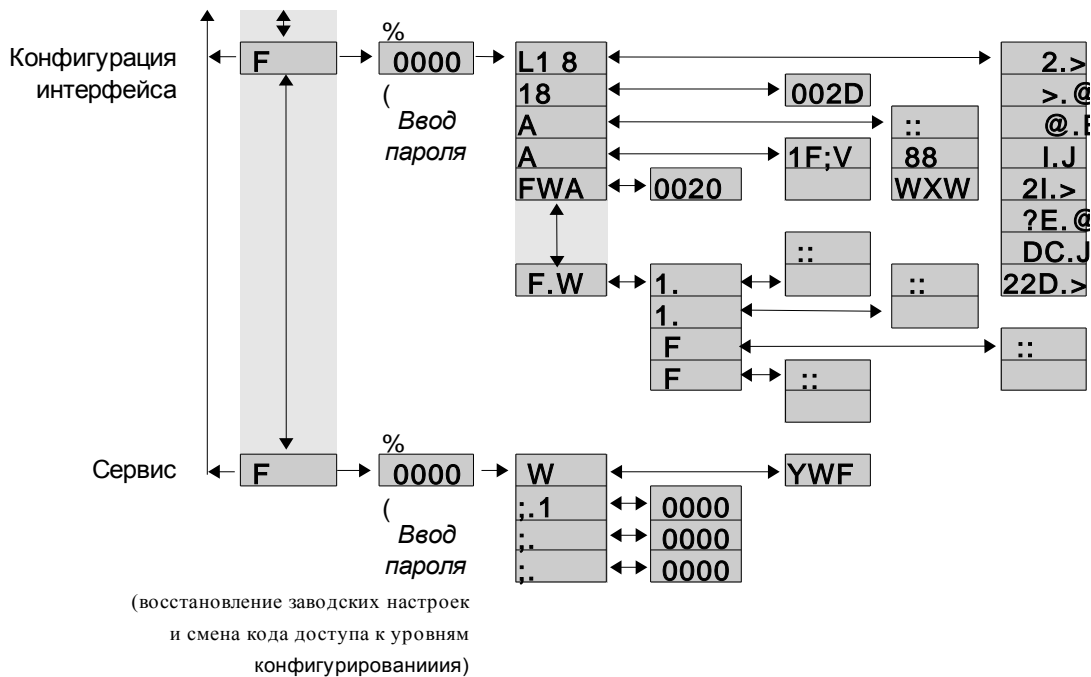 %
Конфигурация
интерфейса
F
0000
(
Ввод
пароля
L1 8
18
002D
A
::
88
WXW
A
1F;V
FWA
0020
2.>
>.@
I.J
2I.>
?E.@
DC.J
22D.>
F.W
1.
::
1.
::
F
::
F
::
Сервис
%
F
0000
(
Ввод
пароля
W
YWF
;.1
0000
;.
0000
;.
0000
(восстановление заводских настроек
и смена кода доступа к уровням
конфигурированииия)